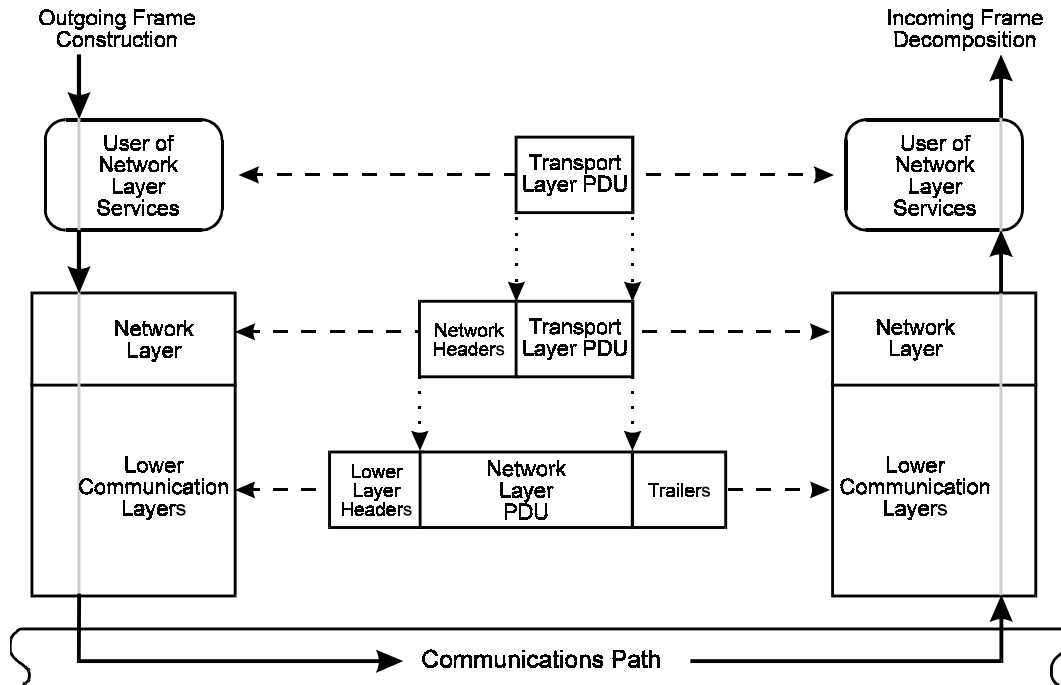 Outgoing Frame
Construction
Incoming Frame
Decomposition
User of
Network
Layer
Services
Transport
Layer PDU
User of
Network
Layer
Services
Network
Layer
Network
Headers
Transport
Layer PDU
Network
Layer
Lower
Communication
Layers
Lower
Layer
Headers
Network
Layer
PDU
Trailers
Lower
Communication
Layers
Communications Path